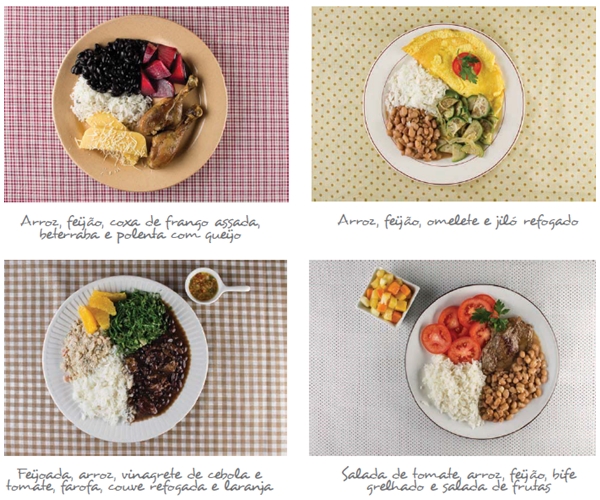 Arroz, feijão, coxa de frango assada,
beterraba e polenta com queijo
Arroz, feijão, omelete e jiló refogado
Feijoada, arroz, vinagrete de cebola e
tomate, farofa, couve refogada e laranja
Salada de tomate, arroz, feijão, bife
grelhado e salada de frutas